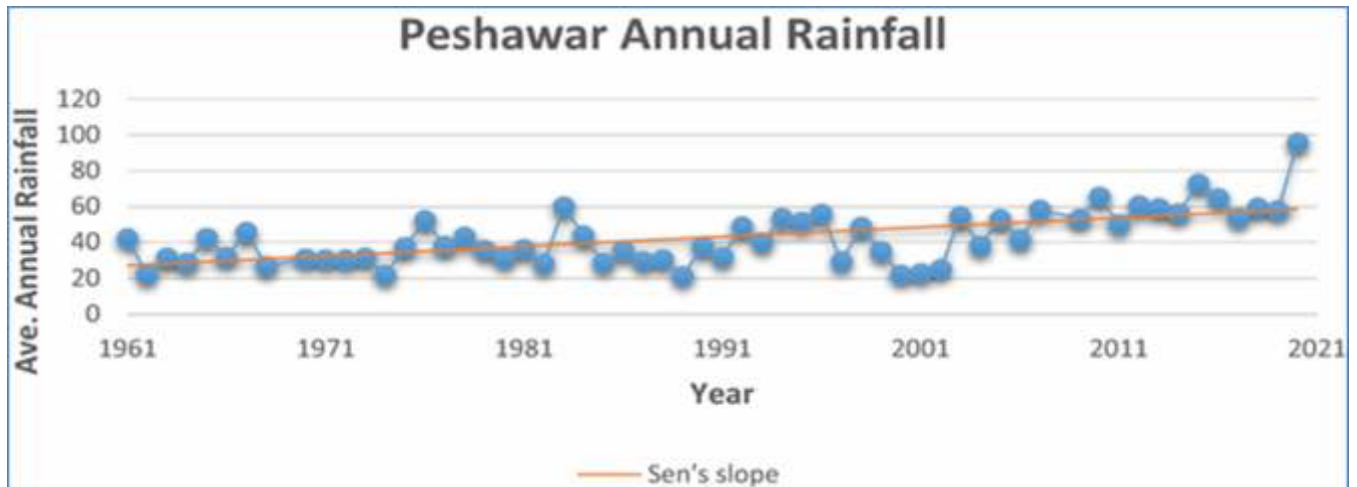 Peshawar Annual Rainfall
Ave. Annual Rainfall
120
100
80
60
40
20
0
1961 1971 1981 1991 2001 2011 2021
Year
Sen's slope